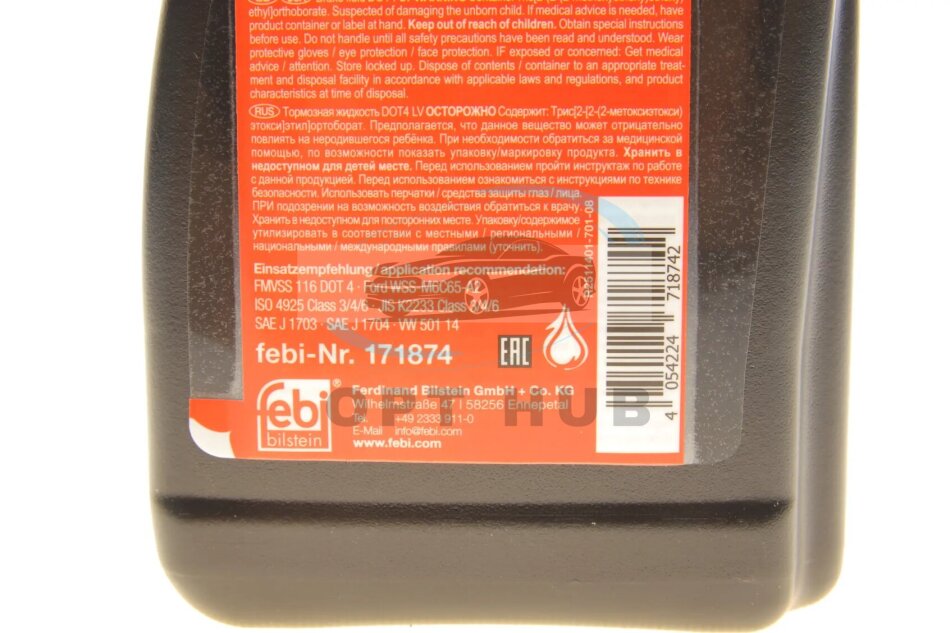 ethyl]orthoborate. Suspected of damaging the unborn child. If medical advice is needed, have
product container or label at hand. Keep out of reach of children. Obtain special instructions
before use. Do not handle until all safety precautions have been read and understood. Wear
protective gloves / eye protection / face protection. IF exposed or concerned: Get medical
advice / attention. Store locked up. Dispose of contents / container to an appropriate treat-
ment and disposal facility in accordance with applicable laws and regulations, and product
characteristics at time of disposal.
RUS Тормозная жидкость DOT4 LV ОСТОРОЖНО Содержит: Трис[2-[2-(2-метоксиэтокси)
этокси]этил]ортоборат. Предполагается, что данное вещество может отрицательно
повлиять на неродившегося ребёнка. При необходимости обратиться за медицинской
помощью, по возможности показать упаковку/маркировку продукта. Хранить в
недоступном для детей месте. Перед использованием пройти инструктаж по работе
с данной продукцией. Перед использованием ознакомиться с инструкциями по технике
безопасности. Использовать перчатки / средства защиты глаз / лица.
ПРИ подозрении на возможность воздействия обратиться к врачу.
Хранить в недоступном для посторонних месте. Упаковку/содержимое
утилизировать в соответствии с местными / региональными /
национальными / международными правилами (уточнить).
Einsatzempfehlung/application recommendation:
FMVSS 116 DOT 4 · Ford WSS-M6C65-A2
ISO 4925 Class 3/4/6 · JIS K2233 Class 3/4/6
SAE J 1703 · SAE J 1704 · VW 501 14
febi-Nr. 171874
EAC
febi
bilstein
Ferdinand Bilstein GmbH + Co. KG
Wilhelmstraße 47 | 58256 Ennepetal
Tel. +49 2333 911-0
E-Mail info@febi.com
www.febi.com
OPT HUB
4 054224 718742